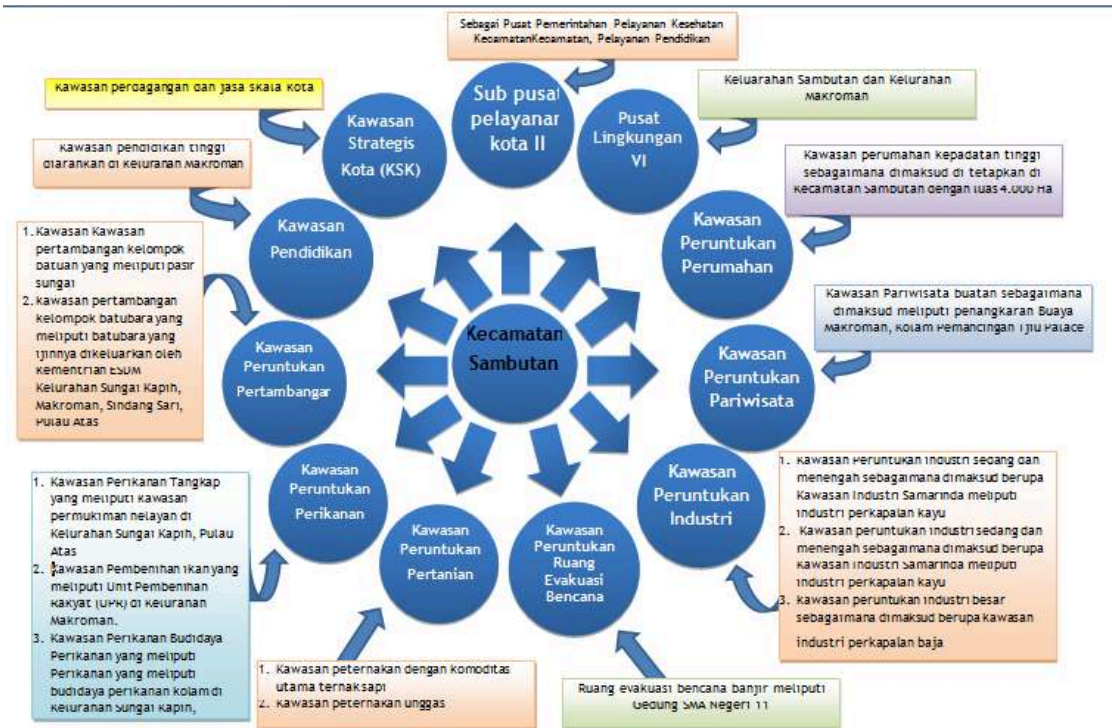 Sebagai Pusat Pemerintahan Pelayanan Kesehatan
KecamatanKecamatan, Pelayanan Pendidikan
Sub pusat
pelayanan
kota II
Keluarahan Sambutan dan Kelurahan
Makroman
Pusat
Lingkungan
VI
Kawasan perumahan kepadatan tinggi
sebagaimana dimaksud di tetapkan di
Kecamatan Sambutan dengan luas 4.000 Ha
Kawasan
Peruntukan
Perumahan
Kawasan Pariwisata buatan sebagaimana
dimaksud meliputi penangkaran Buaya
Makroman, Kolam Pemancingan Tjiu Palace
Kawasan
Peruntukan
Pariwisata
1. Kawasan Peruntukan industri sedang dan
menengah sebagaimana dimaksud berupa
Kawasan Industri Samarinda meliputi
industri perkapalan kayu
2. Kawasan peruntukan industri sedang dan
menengah sebagaimana dimaksud berupa
Kawasan Industri Samarinda meliputi
industri perkapalan kayu
3. kawasan peruntukan industri besar
sebagaimana dimaksud berupa kawasan
industri perkapalan baja
Kawasan
Peruntukan
Industri
Ruang evakuasi bencana banjir meliputi
Gedung SMA Negeri 11
Kawasan
Peruntukan
Ruang
Evakuasi
Bencana
1. Kawasan peternakan dengan komoditas
utama ternak sapi
2. Kawasan peternakan unggas
Kawasan
Peruntukan
Pertanian
1. Kawasan Perikanan Tangkap
yang meliputi kawasan
permukiman nelayan di
Kelurahan Sungai Kapih, Pulau
Atas
2. Kawasan Pembenihan ikan yang
meliputi Unit Pembenihan
Rakyat (UPR) di Kelurahan
Makroman.
3. Kawasan Perikanan Budidaya
Perikanan yang meliputi
Perikanan yang meliputi
budidaya perikanan kolam di
Kelurahan Sungai Kapih,
Kawasan
Peruntukan
Perikanan
1. Kawasan Kawasan
pertambangan kelompok
batuan yang meliputi pasir
sungai
2. kawasan pertambangan
kelompok batubara yang
meliputi batubara yang
ijinnya dikeluarkan oleh
Kementrian ESDM
Kelurahan Sungai Kapih,
Makroman, Sindang Sari,
Pulau Atas
Kawasan
Peruntukan
Pertambangan
Kawasan pendidikan tinggi
diarahkan di Kelurahan Makroman
Kawasan
Pendidikan
Kawasan perdagangan dan jasa skala kota
Kawasan
Strategis
Kota (KSK)
Kecamatan
Sambutan